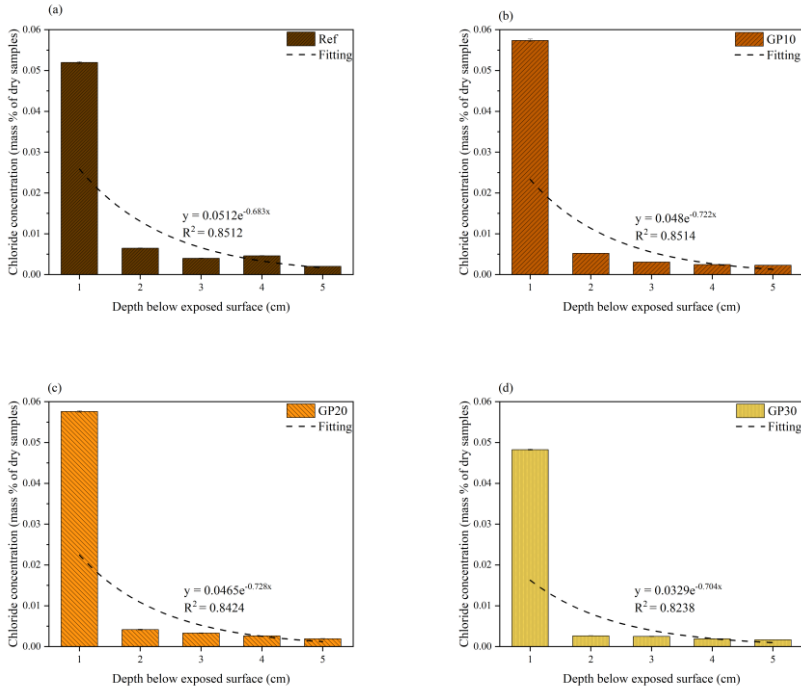 (a)
Ref
Fitting
Chloride concentration (mass % of dry samples)
0.06
0.05
0.04
0.03
0.02
0.01
0.00
y = 0.0512e^-0.683x
R² = 0.8512
1 2 3 4 5
Depth below exposed surface (cm)
(b)
GP10
Fitting
Chloride concentration (mass % of dry samples)
0.06
0.05
0.04
0.03
0.02
0.01
0.00
y = 0.048e^-0.722x
R² = 0.8514
1 2 3 4 5
Depth below exposed surface (cm)
(c)
GP20
Fitting
Chloride concentration (mass % of dry samples)
0.06
0.05
0.04
0.03
0.02
0.01
0.00
y = 0.0465e^-0.728x
R² = 0.8424
1 2 3 4 5
Depth below exposed surface (cm)
(d)
GP30
Fitting
Chloride concentration (mass % of dry samples)
0.06
0.05
0.04
0.03
0.02
0.01
0.00
y = 0.0329e^-0.704x
R² = 0.8238
1 2 3 4 5
Depth below exposed surface (cm)